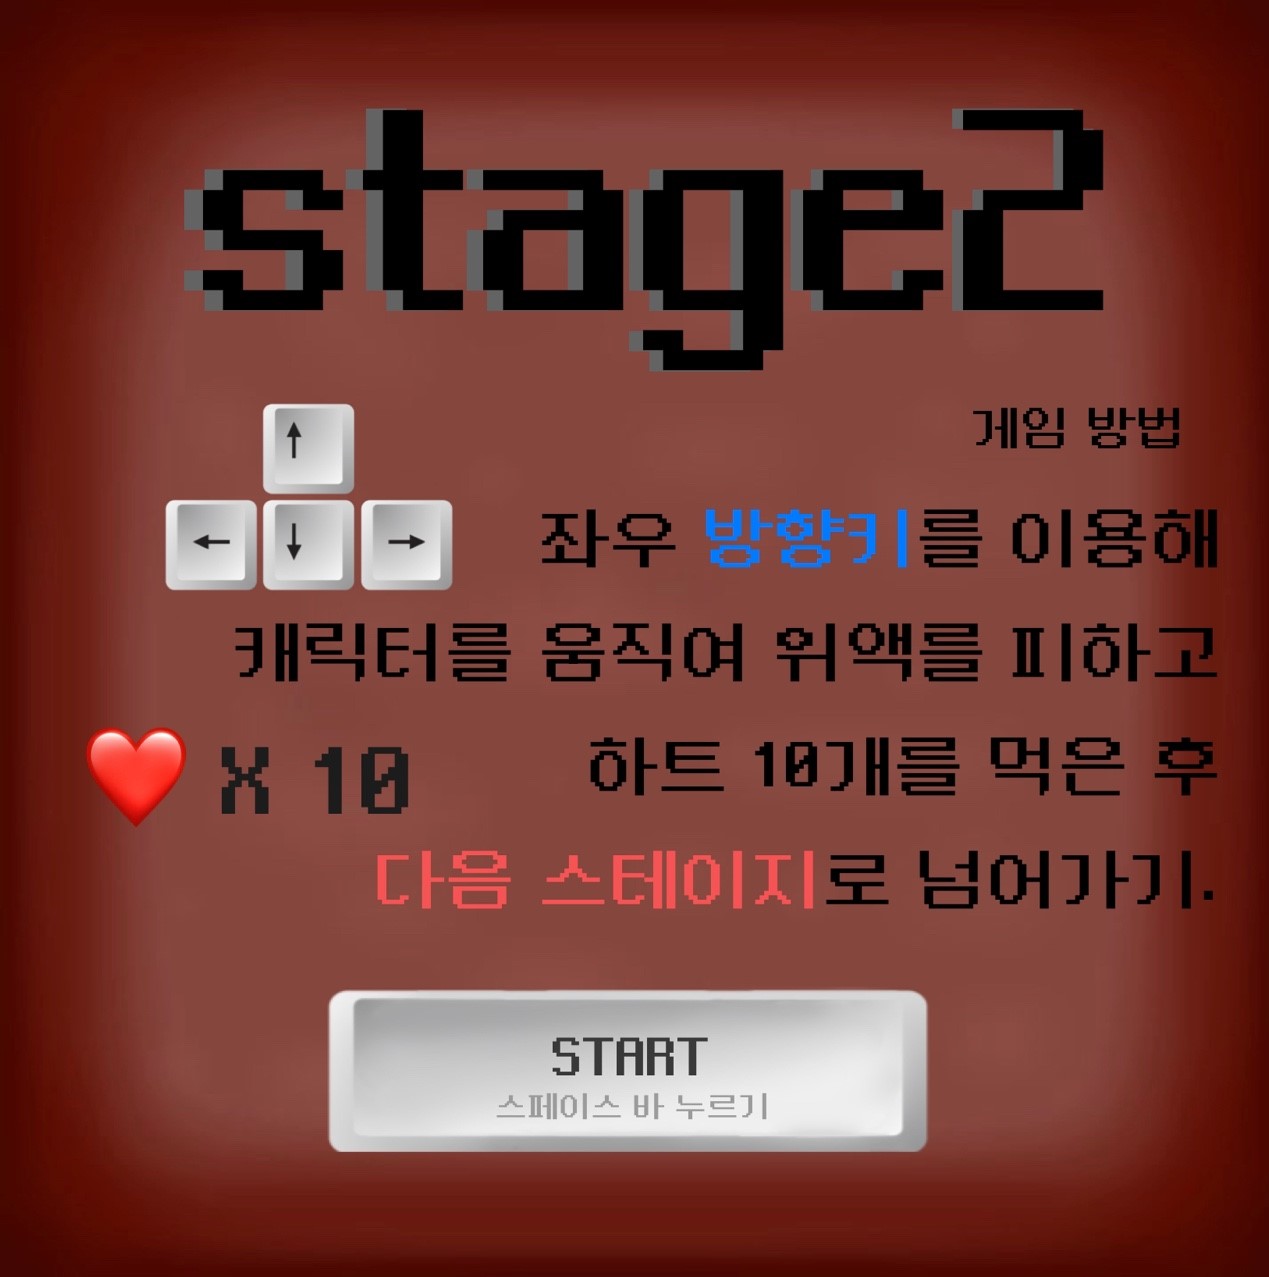 stage2
↑
← ↓ →
게임 방법
좌우 방향키를 이용해
캐릭터를 움직여 위액를 피하고
❤️ X 10
하트 10개를 먹은 후
다음 스테이지로 넘어가기.
START
스페이스 바 누르기